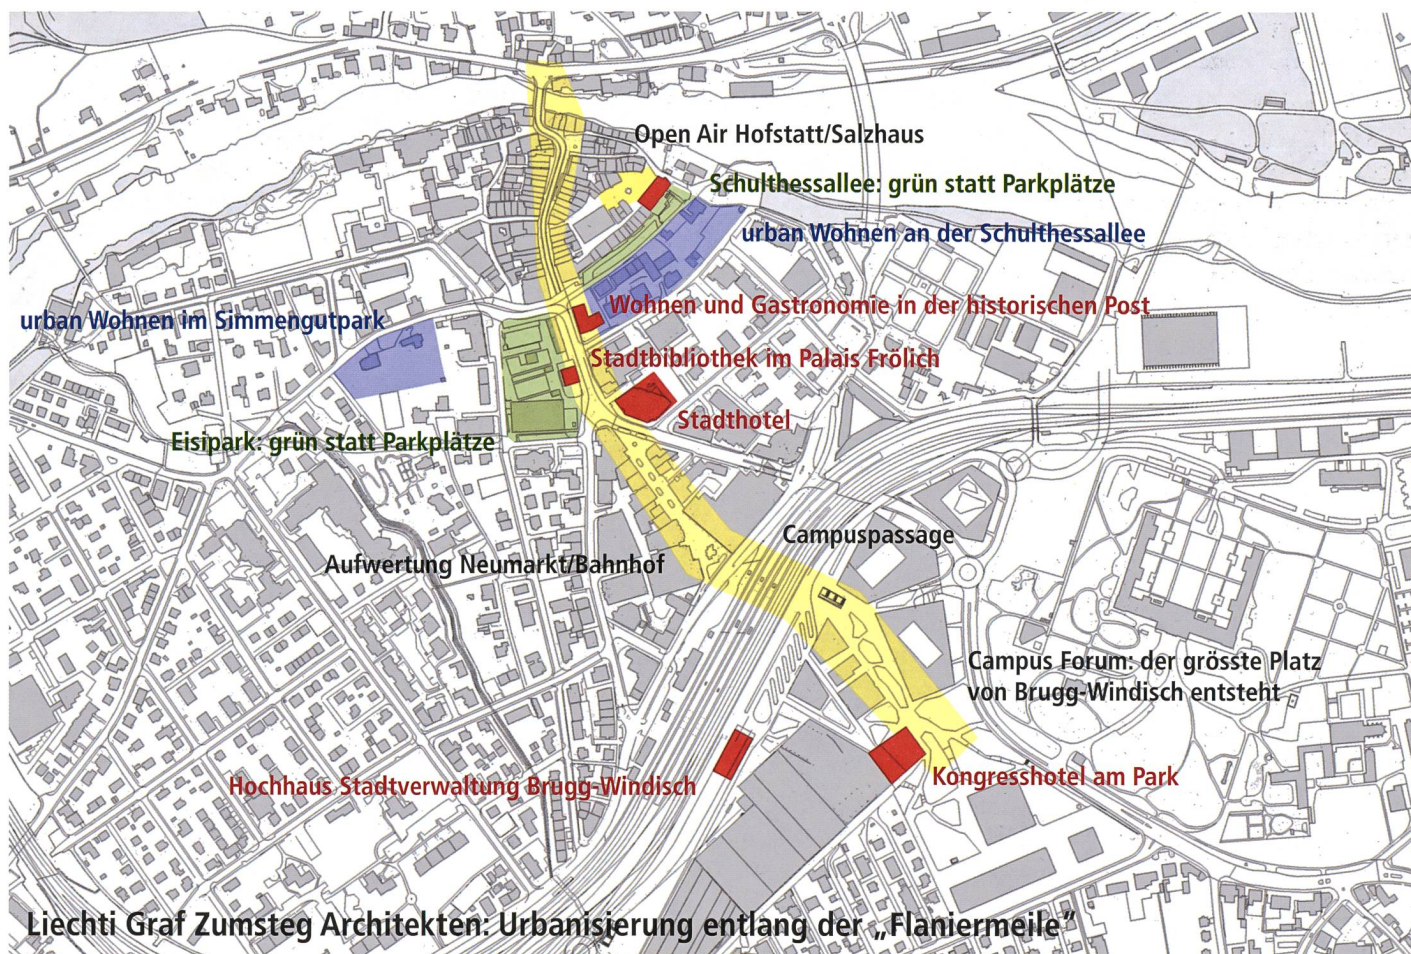 Open Air Hofstatt/Salzhaus
Schulthessallee: grün statt Parkplätze
urban Wohnen an der Schulthessallee
Wohnen und Gastronomie in der historischen Post
urban Wohnen im Simmengutpark
Stadtbibliothek im Palais Frölich
Stadthotel
Eisipark: grün statt Parkplätze
Campuspassage
Aufwertung Neumarkt/Bahnhof
Campus Forum: der grösste Platz
von Brugg-Windisch entsteht
Hochhaus Stadtverwaltung Brugg-Windisch
Kongresshotel am Park
Liechti Graf Zumsteg Architekten: Urbanisierung entlang der „Flaniermeile“